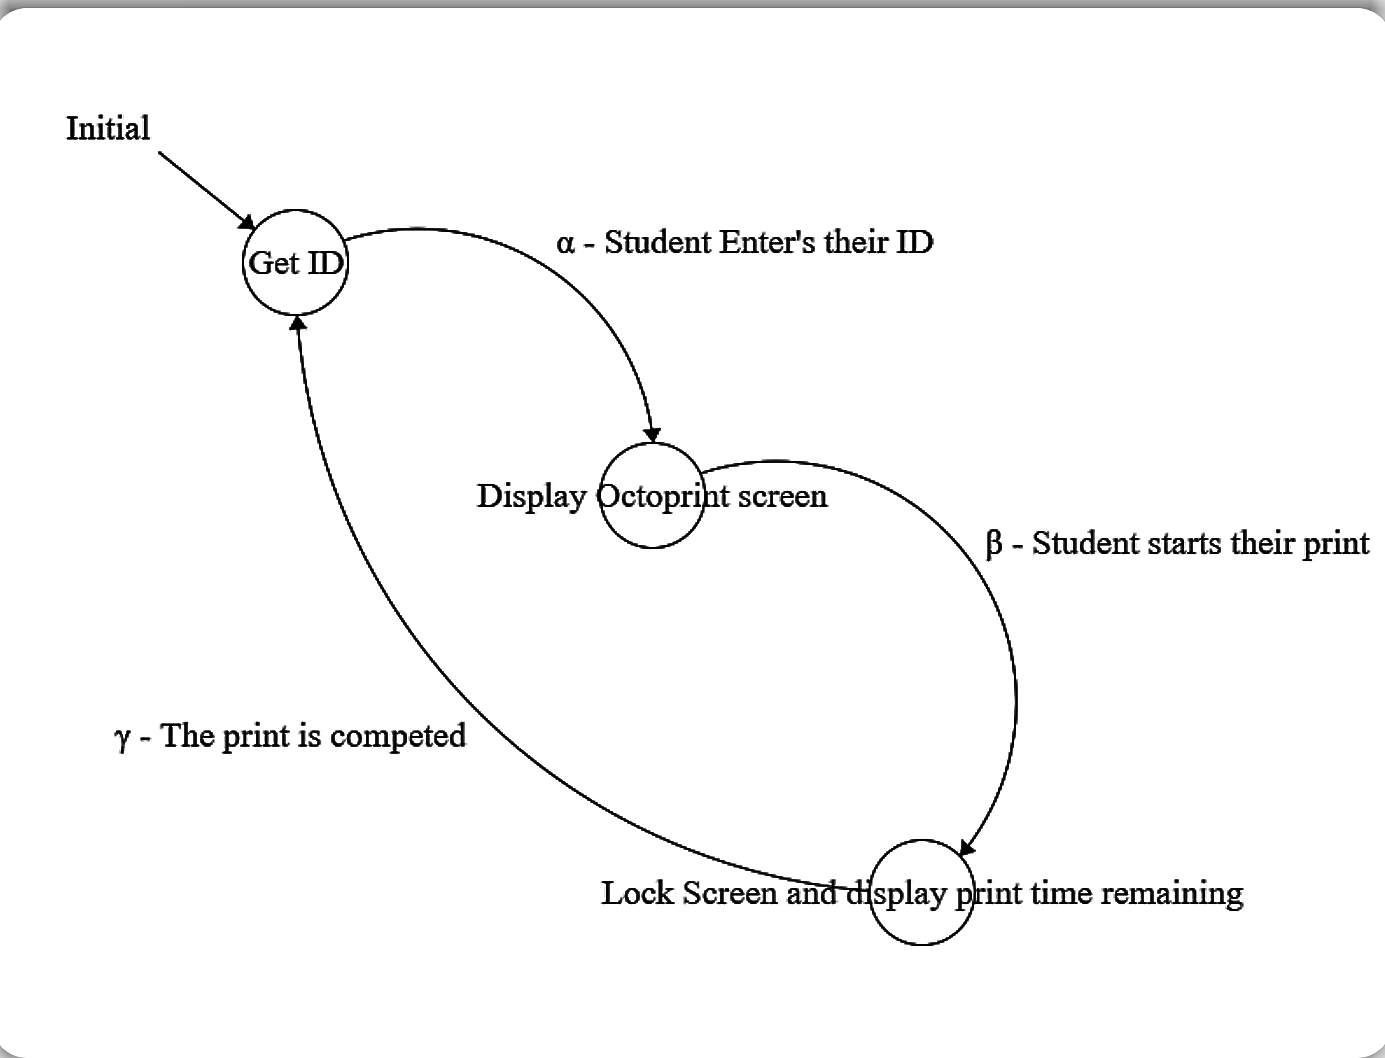 Initial
Get ID
α - Student Enter's their ID
Display Octoprint screen
β - Student starts their print
γ - The print is competed
Lock Screen and display print time remaining